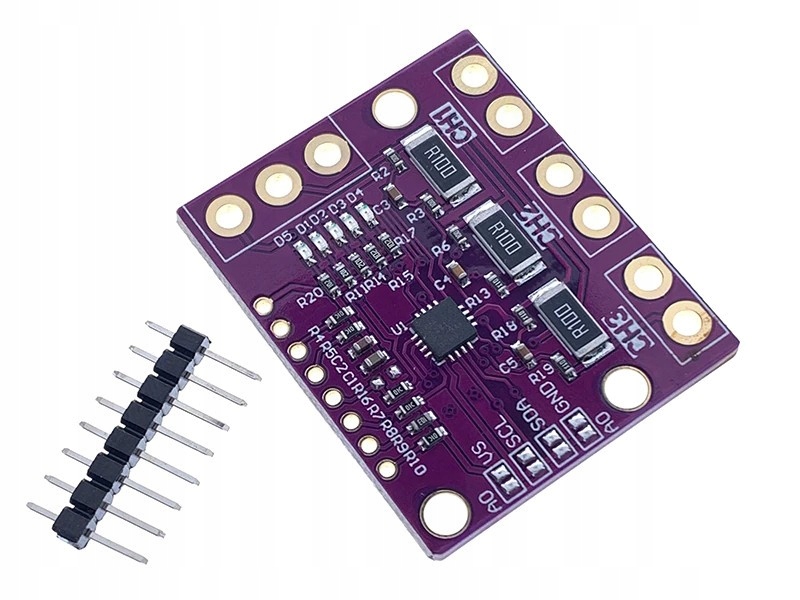 CH1
R100
R2
R3
C3
D5 D1 D2 D3 D4
CH2
R100
R6
R17
R14
R11
R15
R20
C4
R13
U1
CH3
R100
R18
C5
R19
R4
R5
C2
C1
R16
R7
R8
R9
R10
A0
GND
SDA
SCL
VS
A0